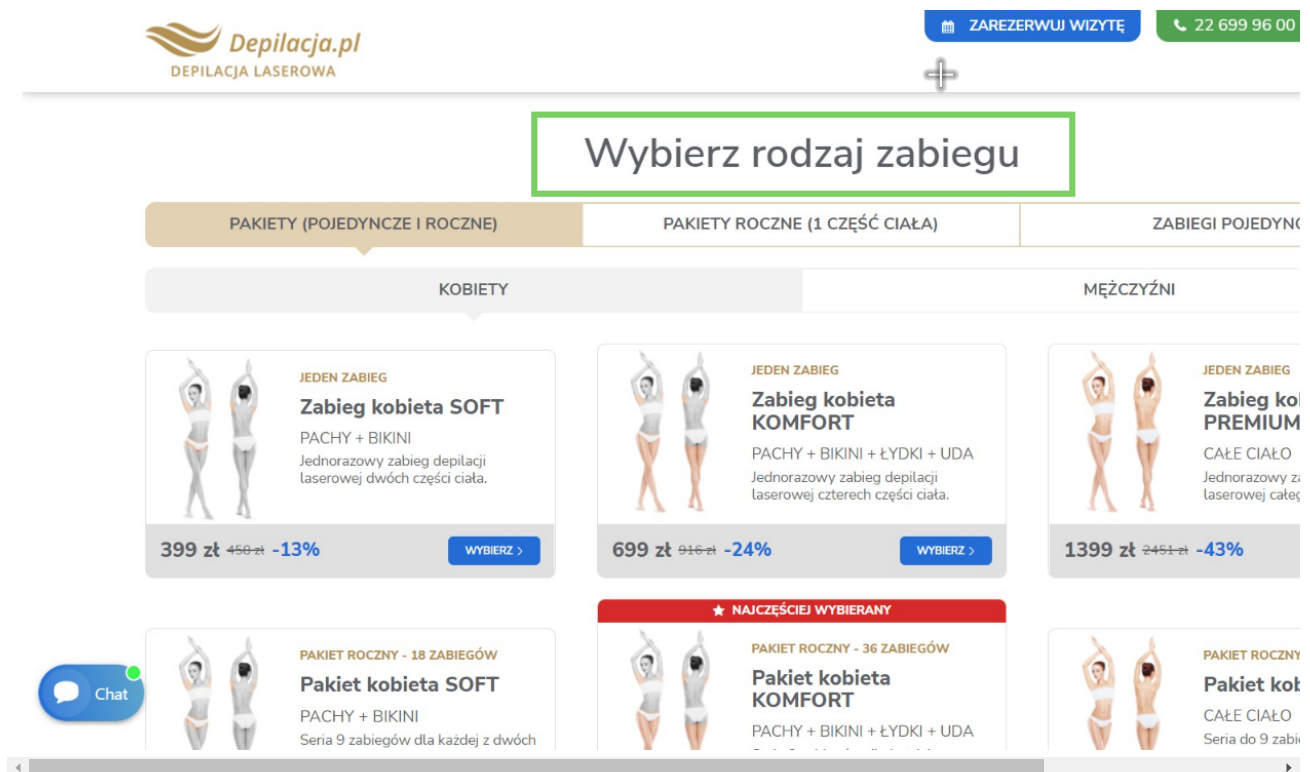 Depilacja.pl
DEPILACJA LASEROWA
ZAREZERWUJ WIZYTĘ
22 699 96 00
Wybierz rodzaj zabiegu
PAKIETY (POJEDYNCZE I ROCZNE)
PAKIETY ROCZNE (1 CZĘŚĆ CIAŁA)
ZABIEGI POJEDYNC
KOBIETY
MĘŻCZYŹNI
JEDEN ZABIEG
Zabieg kobieta SOFT
PACHY + BIKINI
Jednorazowy zabieg depilacji
laserowej dwóch części ciała.
399 zł 458 zł -13%
WYBIERZ >
JEDEN ZABIEG
Zabieg kobieta
KOMFORT
PACHY + BIKINI + ŁYDKI + UDA
Jednorazowy zabieg depilacji
laserowej czterech części ciała.
699 zł 916 zł -24%
WYBIERZ >
JEDEN ZABIEG
Zabieg kol
PREMIUM
CAŁE CIAŁO
Jednorazowy za
laserowej całeg
1399 zł 2451 zł -43%
PAKIET ROCZNY - 18 ZABIEGÓW
Pakiet kobieta SOFT
PACHY + BIKINI
Seria 9 zabiegów dla każdej z dwóch
NAJCZĘŚCIEJ WYBIERANY
PAKIET ROCZNY - 36 ZABIEGÓW
Pakiet kobieta
KOMFORT
PACHY + BIKINI + ŁYDKI + UDA
PAKIET ROCZNY
Pakiet kob
CAŁE CIAŁO
Seria do 9 zabie
Chat